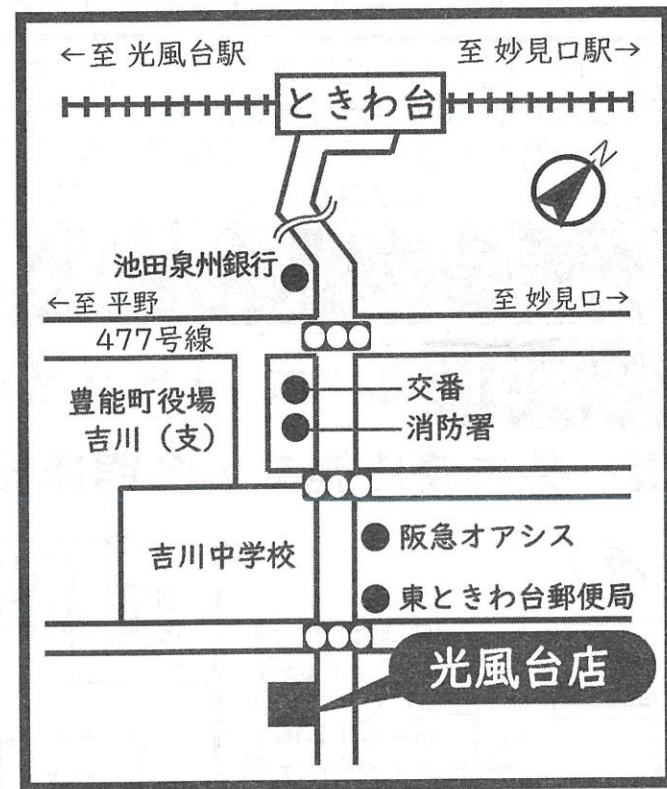 ←至 光風台駅
至 妙見口駅→
ときわ台
N
池田泉州銀行
←至 平野
至 妙見口→
477号線
豊能町役場
吉川（支）
交番
消防署
吉川中学校
阪急オアシス
東ときわ台郵便局
光風台店